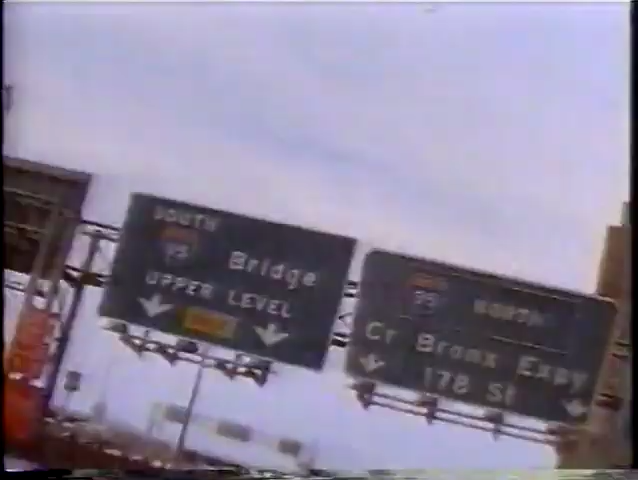 SOUTH
95
Bridge
UPPER LEVEL
95
NORTH
Cr Bronx Expy
178 St